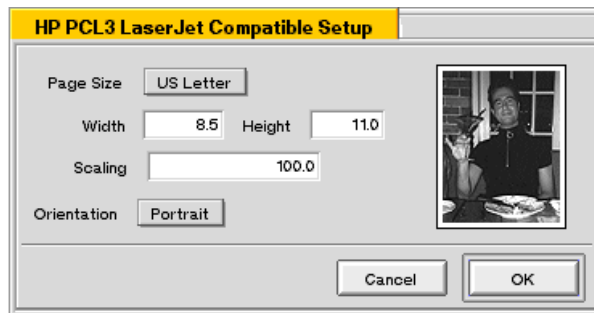 HP PCL3 LaserJet Compatible Setup
Page Size US Letter
Width 8.5 Height 11.0
Scaling 100.0
Orientation Portrait
Cancel OK